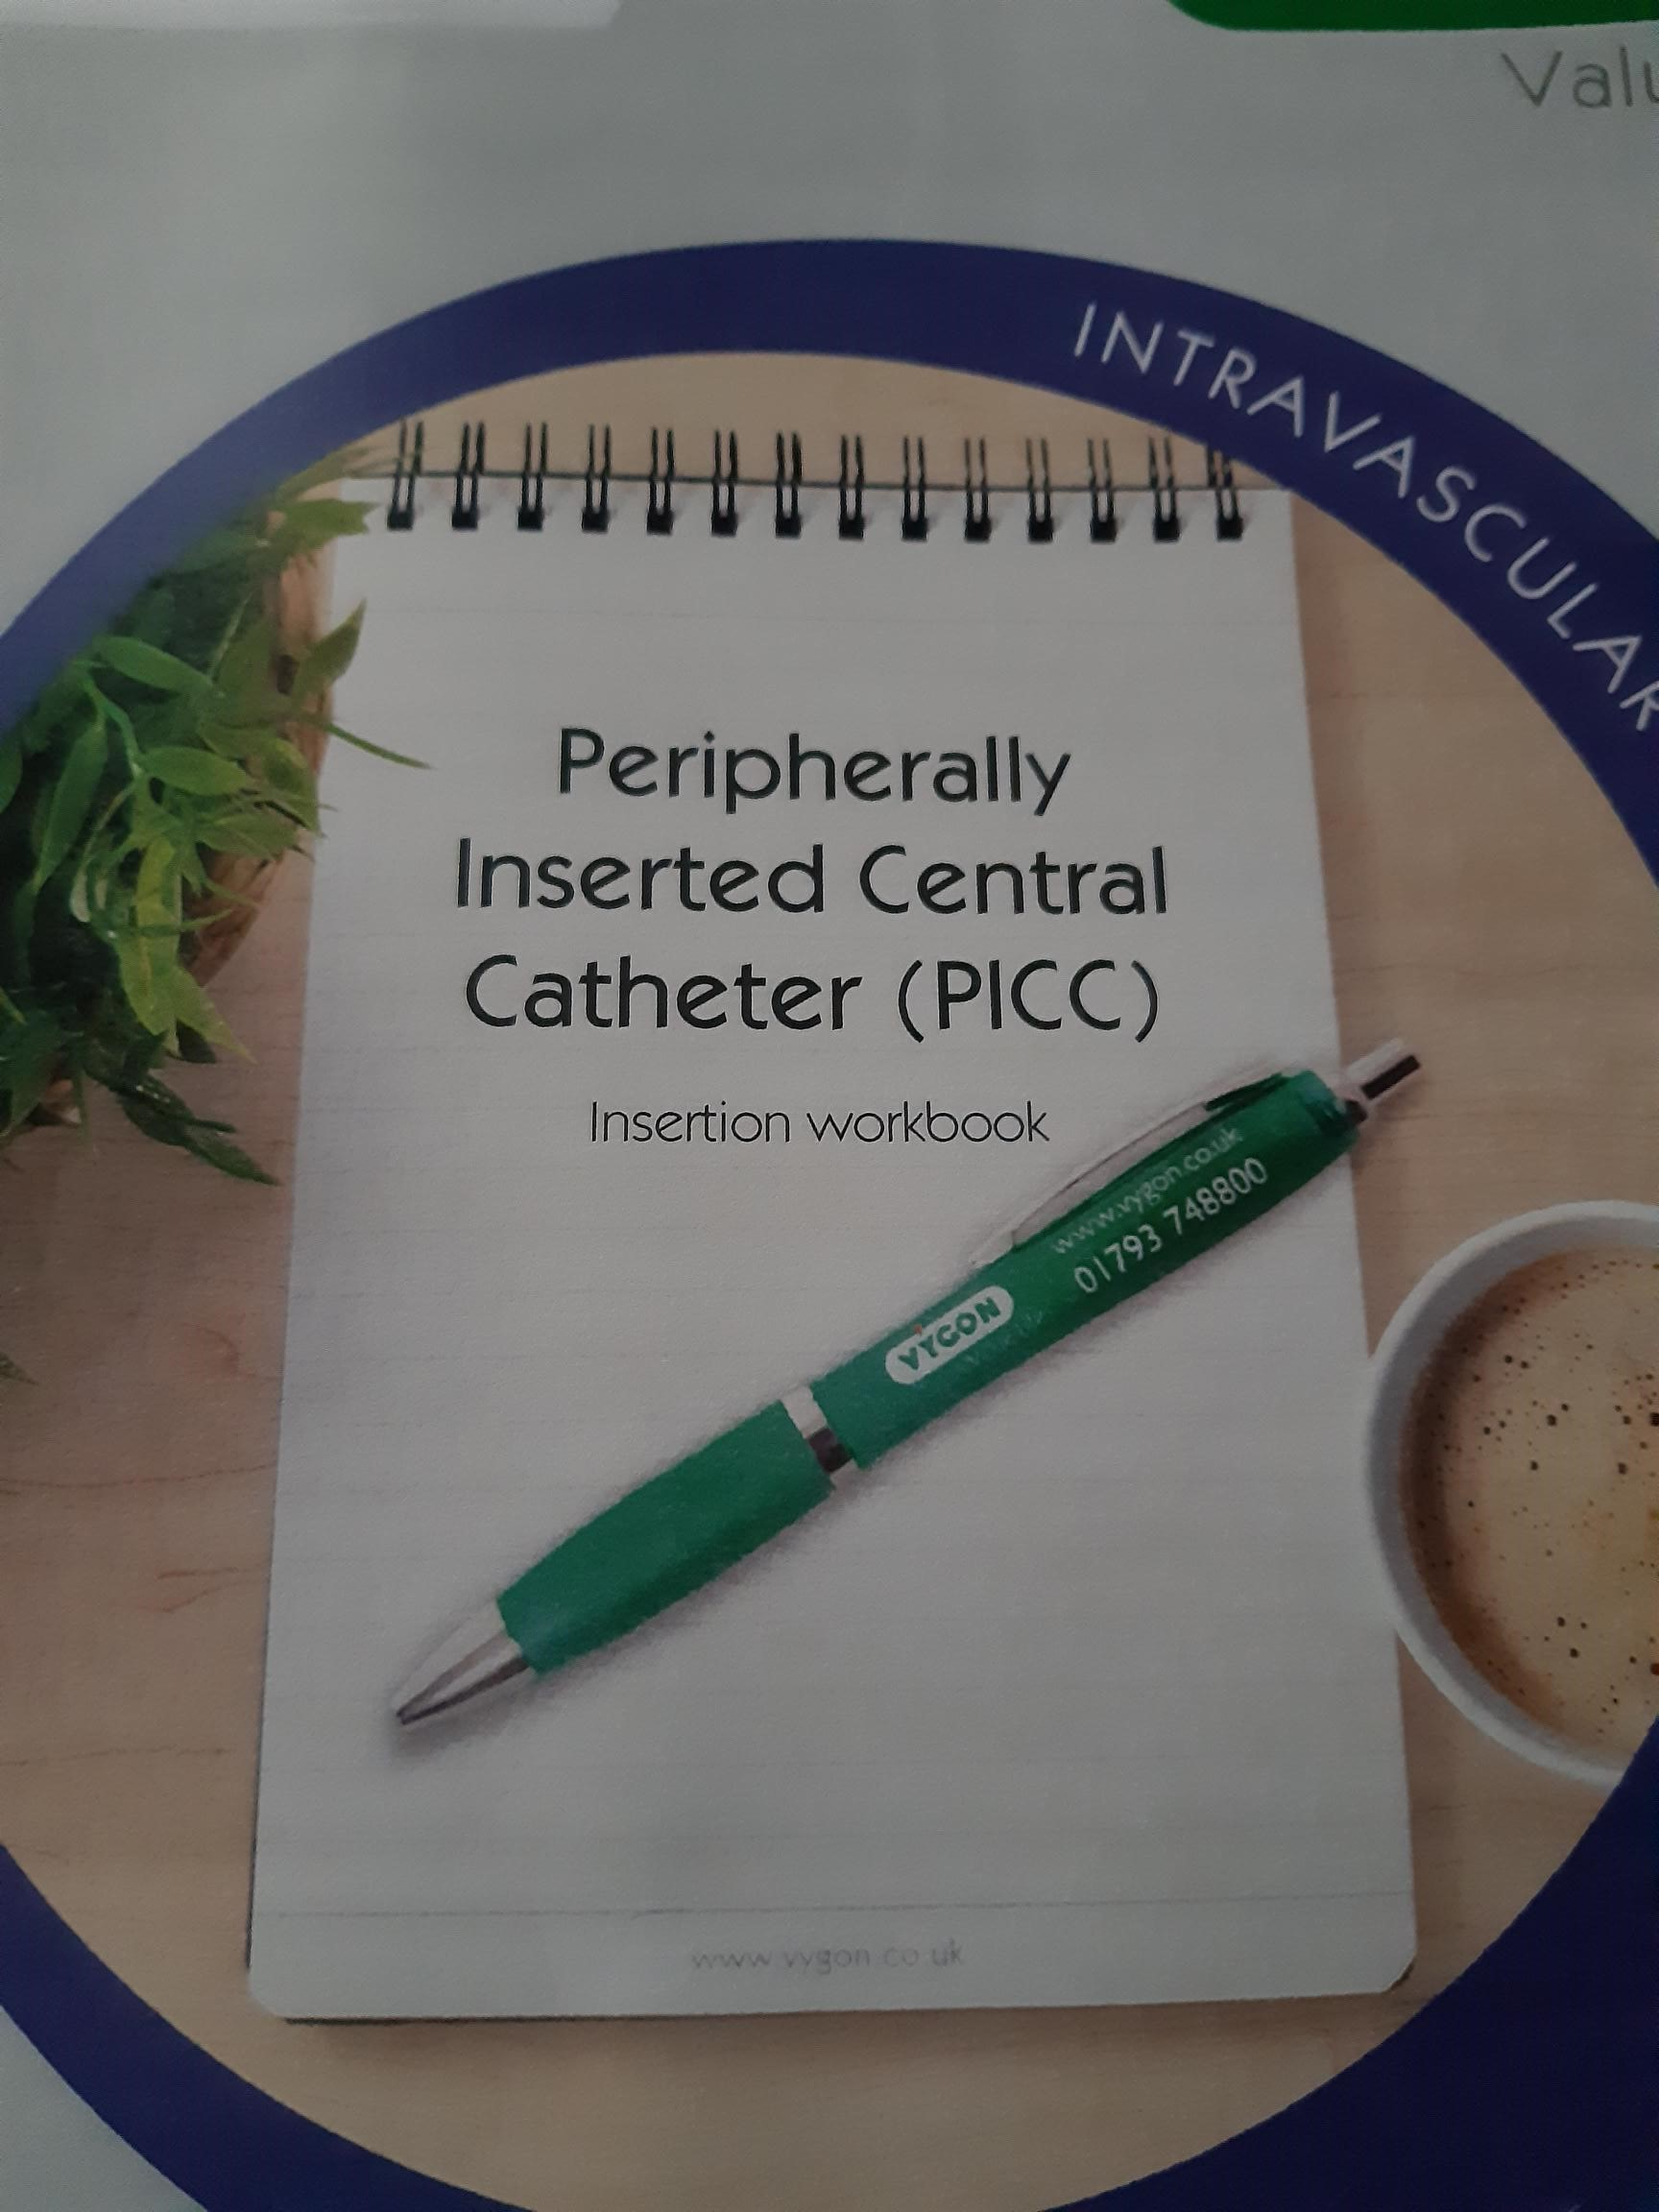 INTRAVASCULAR
Peripherally
Inserted Central
Catheter (PICC)
Insertion workbook
www.vygon.co.uk
01793 748800
VYGON
www.vygon.co.uk